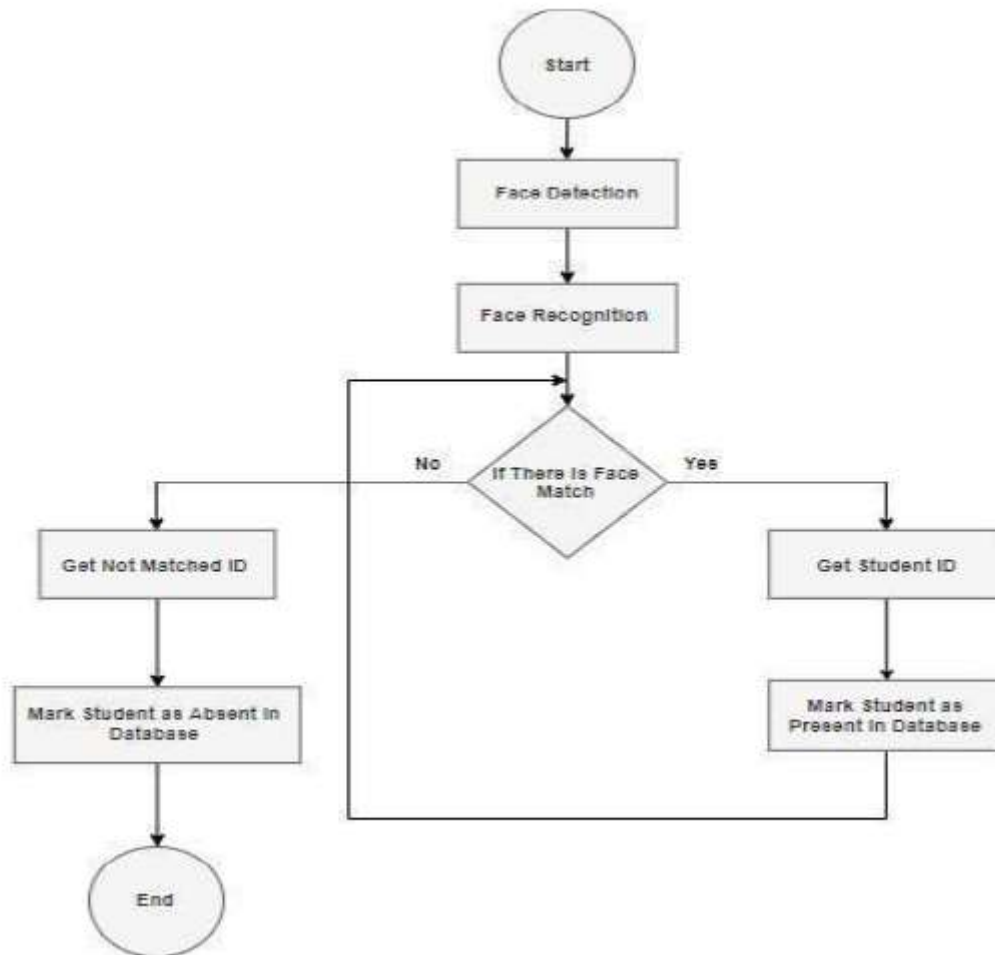 Start
Face Detection
Face Recognition
If There Is Face
Match
No
Yes
Get Not Matched ID
Get Student ID
Mark Student as Absent in
Database
Mark Student as
Present in Database
End